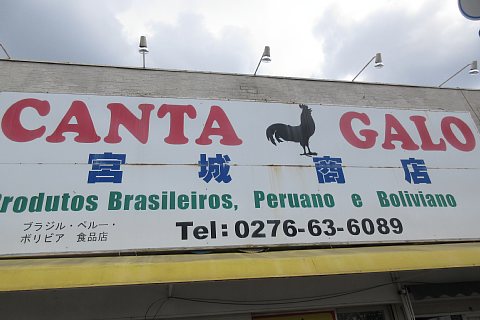 CANTA GALO
宮城商店
Produtos Brasileiros, Peruano e Boliviano
ブラジル・ペルー・
ボリビア 食品店
Tel: 0276-63-6089